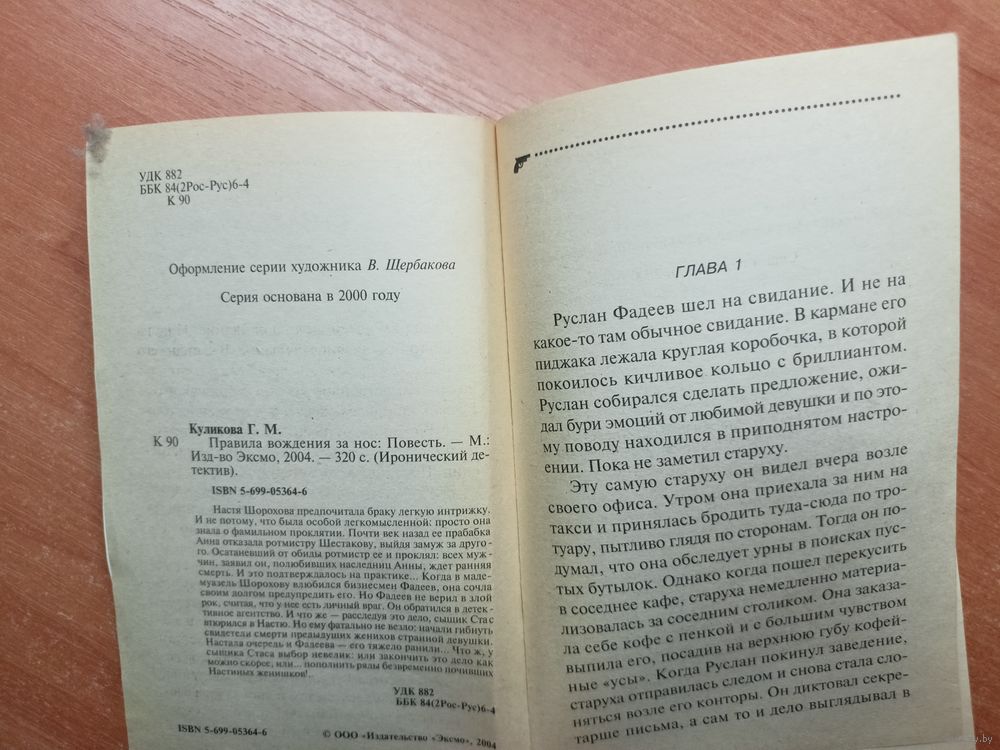 УДК 882
ББК 84(2Рос-Рус)6-4
К 90
Оформление серии художника В. Щербакова
Серия основана в 2000 году
Куликова Г. М.
К 90 Правила вождения за нос: Повесть. — М.:
Изд-во Эксмо, 2004. — 320 с. (Иронический де-
тектив).
ISBN 5-699-05364-6
Настя Шорохова предпочитала браку легкую интрижку.
И не потому, что была особой легкомысленной: просто она
знала о фамильном проклятии. Почти век назад ее прабабка
Анна отказала ротмистру Шестакову, выйдя замуж за друго-
го. Осатаневший от обиды ротмистр ее и проклял: всех муж-
чин, заявил он, полюбивших наследниц Анны, ждет ранняя
смерть. И это подтверждалось на практике... Когда в маде-
муазель Шорохову влюбился бизнесмен Фадеев, она сочла
своим долгом предупредить его. Но Фадеев не верил в злой
рок, считая, что у нее есть личный враг. Он обратился в детек-
тивное агентство. И что же — расследуя это дело, сыщик Стас
втюрился в Настю. Но ему фатально не везло: начали гибнуть
свидетели смерти предыдущих женихов странной девушки.
Настала очередь и Фадеева — его тяжело ранили... Что ж, у
сыщика Стаса выбор невелик: или закончить это дело как
можно скорее, или... пополнить ряды безвременно почивших
Настиных женишков!
УДК 882
ББК 84(2Рос-Рус)6-4
ISBN 5-699-05364-6
© ООО «Издательство «Эксмо», 2004
ГЛАВА 1
Руслан Фадеев шел на свидание. И не на
какое-то там обычное свидание. В кармане его
пиджака лежала круглая коробочка, в которой
покоилось кичливое кольцо с бриллиантом.
Руслан собирался сделать предложение, ожи-
дал бури эмоций от любимой девушки и по это-
му поводу находился в приподнятом настро-
ении. Пока не заметил старуху.
Эту самую старуху он видел вчера возле
своего офиса. Утром она приехала за ним на
такси и принялась бродить туда-сюда по тро-
туару, пытливо глядя по сторонам. Тогда он по-
думал, что она обследует урны в поисках пус-
тых бутылок. Однако когда пошел перекусить
в соседнее кафе, старуха немедленно материа-
лизовалась за соседним столиком. Она заказа-
ла себе кофе с пенкой и с большим чувством
выпила его, посадив на верхнюю губу кофей-
ные «усы». Когда Руслан покинул заведение,
старуха отправилась следом и снова стала сло-
няться возле его конторы. Он диктовал секре-
тарше письма, а сам то и дело выглядывал в